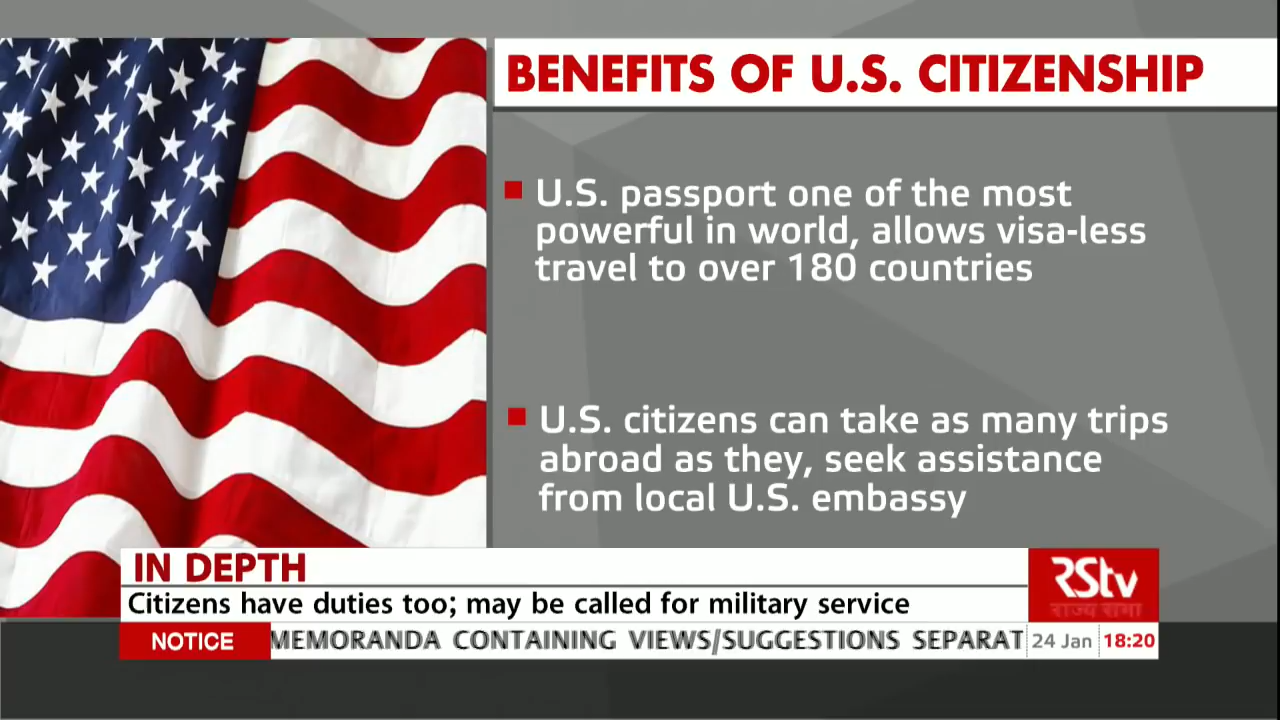 BENEFITS OF U.S. CITIZENSHIP
U.S. passport one of the most
powerful in world, allows visa-less
travel to over 180 countries
U.S. citizens can take as many trips
abroad as they, seek assistance
from local U.S. embassy
IN DEPTH
Citizens have duties too; may be called for military service
RStv
राज्य सभा
NOTICE MEMORANDA CONTAINING VIEWS/SUGGESTIONS SEPARAT 24 Jan 18:20